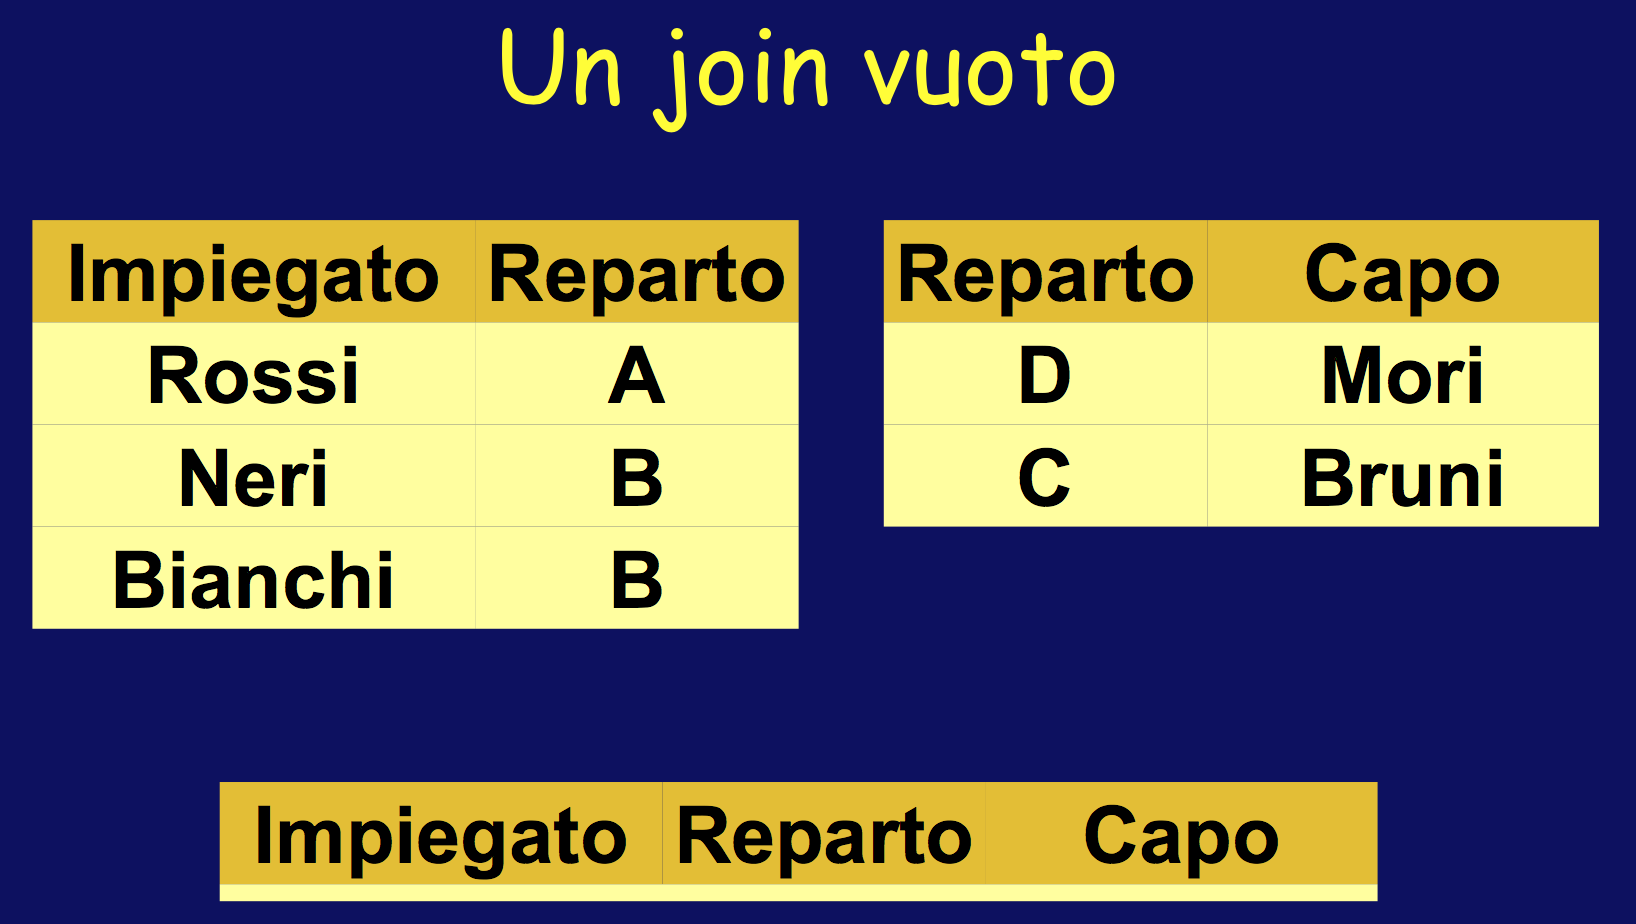 Un join vuoto
Impiegato Reparto
Rossi A
Neri B
Bianchi B
Reparto Capo
D Mori
C Bruni
Impiegato Reparto Capo